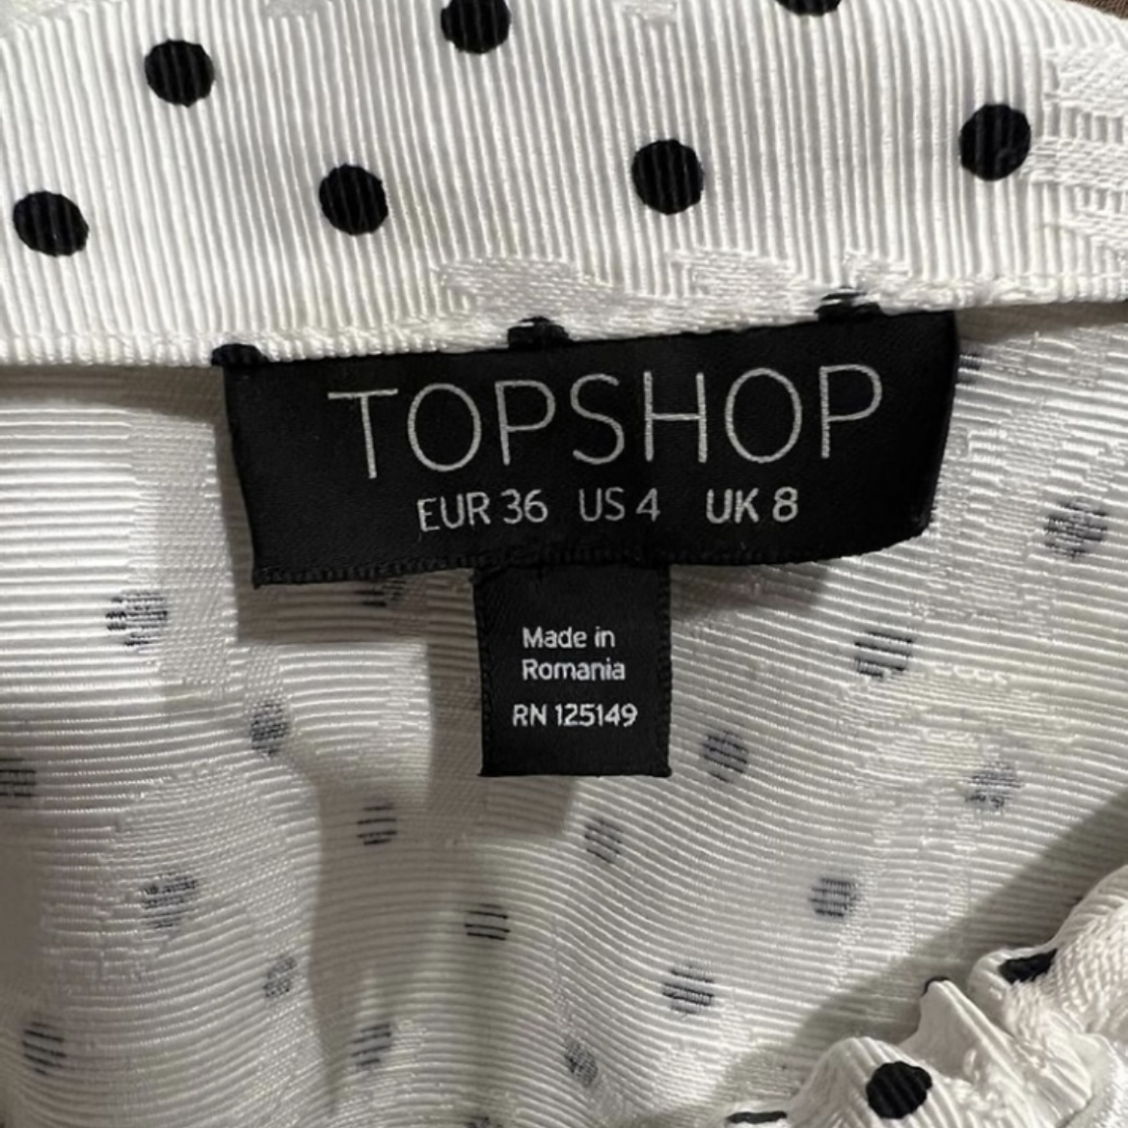 TOPSHOP
EUR 36 US 4 UK 8
Made in
Romania
RN 125149